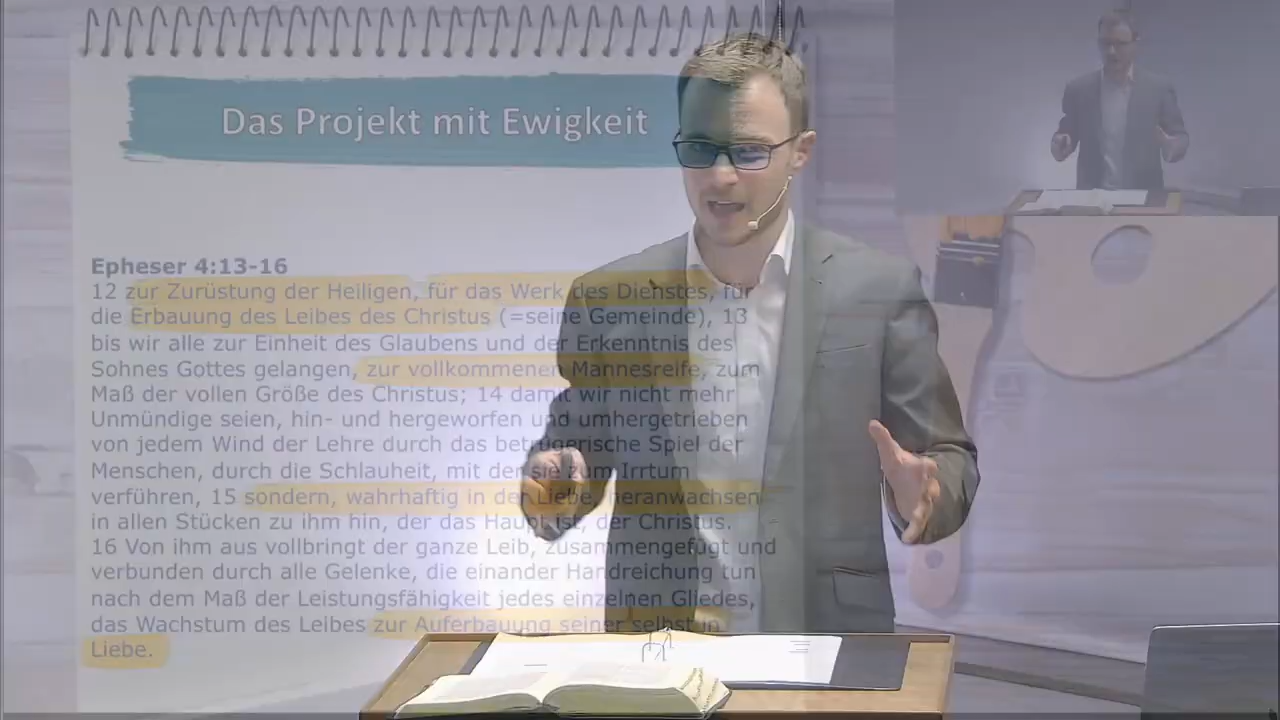 Das Projekt mit Ewigkeit
Epheser 4:13-16
12 zur Zurüstung der Heiligen, für das Werk des Dienstes, für
die Erbauung des Leibes des Christus (=seine Gemeinde), 13
bis wir alle zur Einheit des Glaubens und der Erkenntnis des
Sohnes Gottes gelangen, zur vollkommenen Mannesreife, zum
Maß der vollen Größe des Christus; 14 damit wir nicht mehr
Unmündige seien, hin- und hergeworfen und umhergetrieben
von jedem Wind der Lehre durch das betrügerische Spiel der
Menschen, durch die Schlauheit, mit der sie zum Irrtum
verführen, 15 sondern, wahrhaftig in der Liebe, heranwachsen
in allen Stücken zu ihm hin, der das Haupt ist, der Christus.
16 Von ihm aus vollbringt der ganze Leib, zusammengefügt und
verbunden durch alle Gelenke, die einander Handreichung tun
nach dem Maß der Leistungsfähigkeit jedes einzelnen Gliedes,
das Wachstum des Leibes zur Auferbauung seiner selbst in
Liebe.